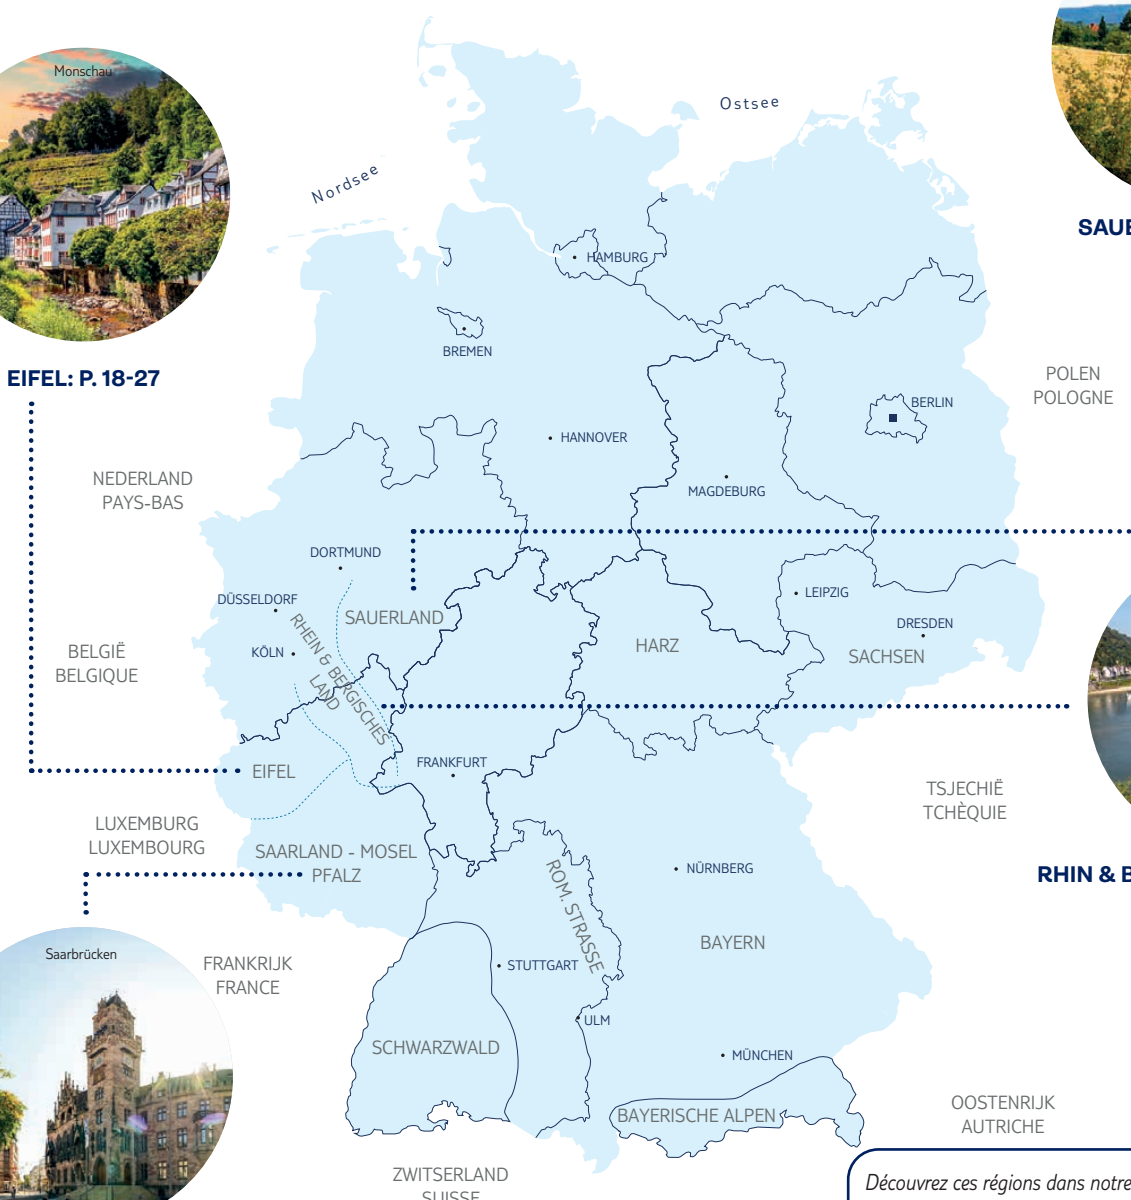 Monschau
Ostsee
Nordsee
SAUE
HAMBURG
BREMEN
EIFEL: P. 18-27
POLEN
POLOGNE
BERLIN
HANNOVER
NEDERLAND
PAYS-BAS
MAGDEBURG
DORTMUND
DÜSSELDORF
SAUERLAND
LEIPZIG
DRESDEN
KÖLN
RHEIN & BERGISCHES
LAND
HARZ
SACHSEN
BELGIË
BELGIQUE
FRANKFURT
EIFEL
TSJECHIË
TCHÈQUIE
LUXEMBURG
LUXEMBOURG
SAARLAND - MOSEL
PFALZ
ROM. STRASSE
NÜRNBERG
RHIN & B
BAYERN
Saarbrücken
FRANKRIJK
FRANCE
STUTTGART
ULM
SCHWARZWALD
MÜNCHEN
BAYERISCHE ALPEN
OOSTENRIJK
AUTRICHE
ZWITSERLAND
SUISSE
Découvrez ces régions dans notre